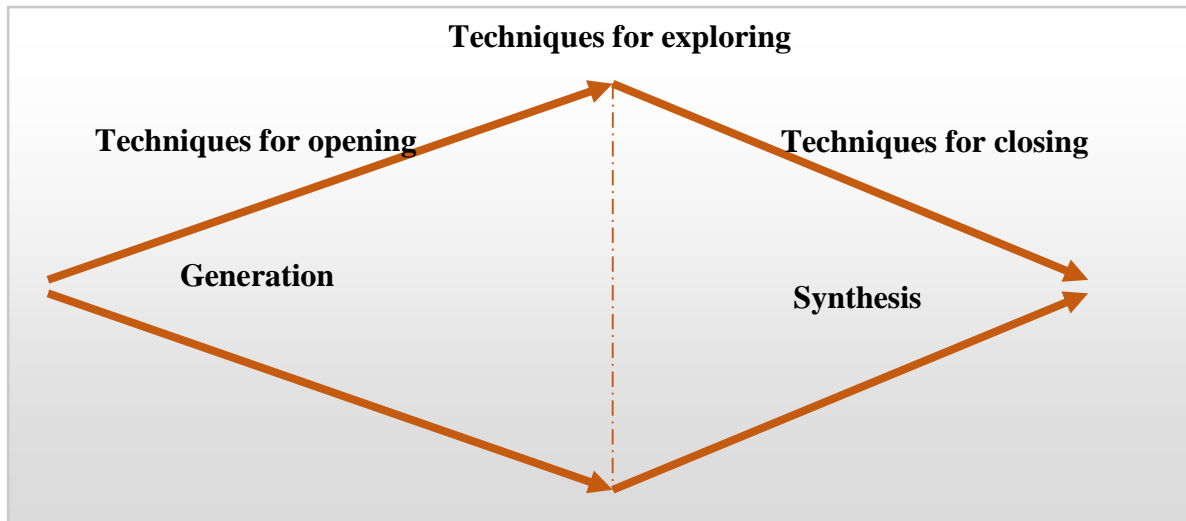 Techniques for exploring
Techniques for opening
Techniques for closing
Generation
Synthesis